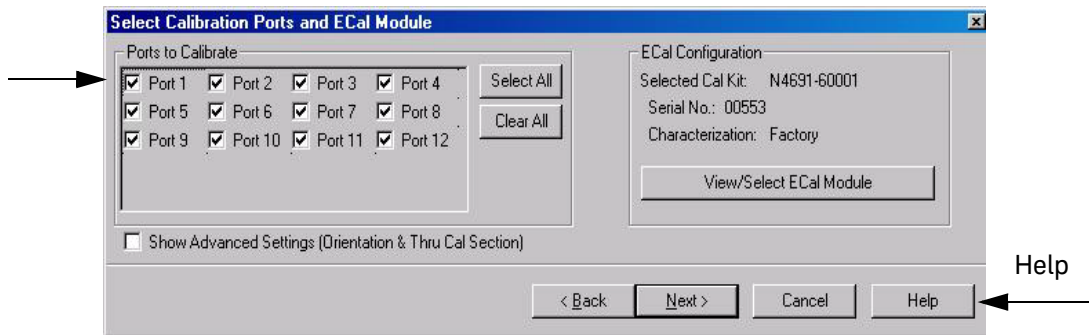 Select Calibration Ports and ECal Module
Ports to Calibrate
Port 1 Port 2 Port 3 Port 4
Port 5 Port 6 Port 7 Port 8
Port 9 Port 10 Port 11 Port 12
Select All
Clear All
ECal Configuration
Selected Cal Kit: N4691-60001
Serial No.: 00553
Characterization: Factory
View/Select ECal Module
Show Advanced Settings (Orientation & Thru Cal Section)
< Back Next > Cancel Help
Help